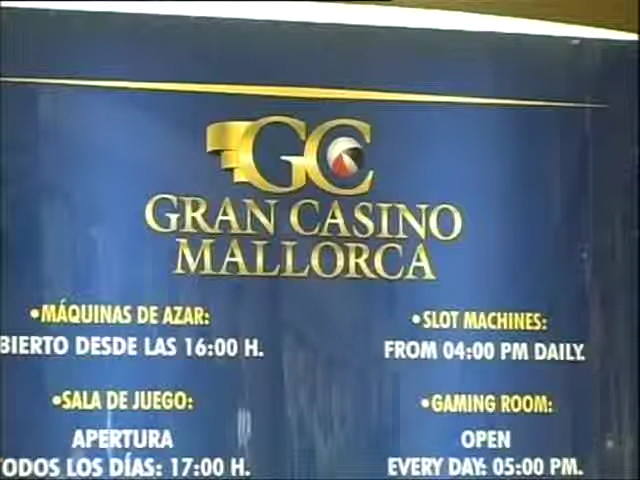 GC
GRAN CASINO
MALLORCA
•MÁQUINAS DE AZAR:
BIERTO DESDE LAS 16:00 H.
•SALA DE JUEGO:
APERTURA
TODOS LOS DÍAS: 17:00 H.
•SLOT MACHINES:
FROM 04:00 PM DAILY.
•GAMING ROOM:
OPEN
EVERY DAY: 05:00 PM.